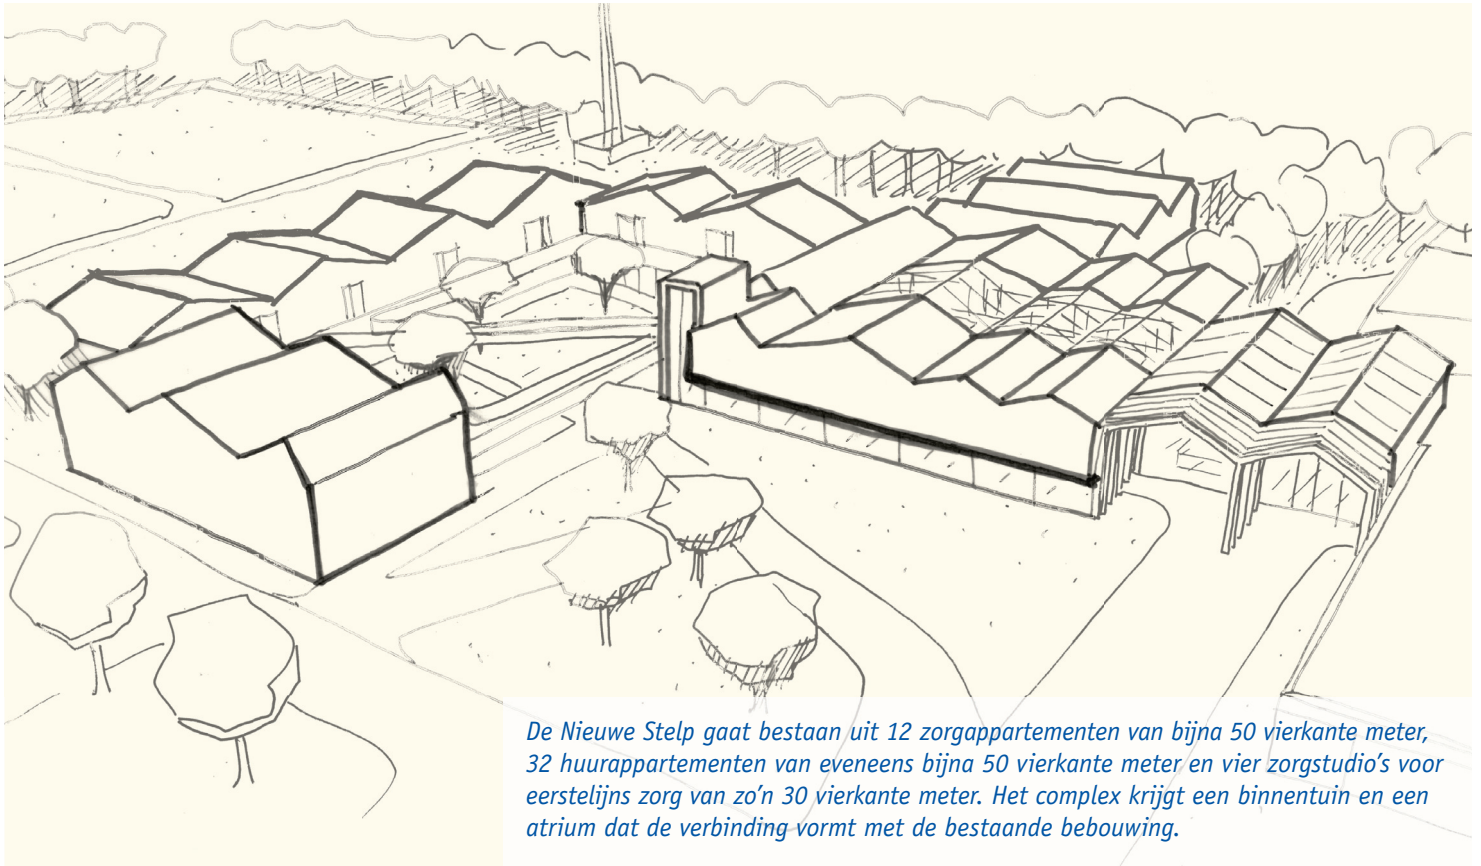 De Nieuwe Stelp gaat bestaan uit 12 zorgappartementen van bijna 50 vierkante meter,
32 huurappartementen van eveneens bijna 50 vierkante meter en vier zorgstudio's voor
eerstelijns zorg van zo'n 30 vierkante meter. Het complex krijgt een binnentuin en een
atrium dat de verbinding vormt met de bestaande bebouwing.